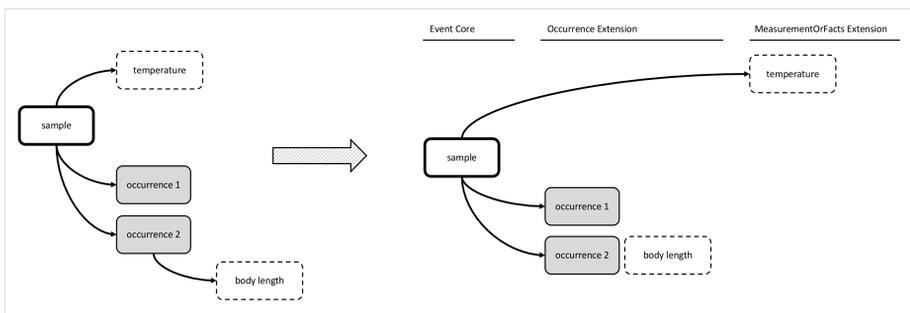 temperature
sample
occurrence 1
occurrence 2
body length
Event Core
Occurrence Extension
MeasurementOrFacts Extension
temperature
sample
occurrence 1
occurrence 2
body length